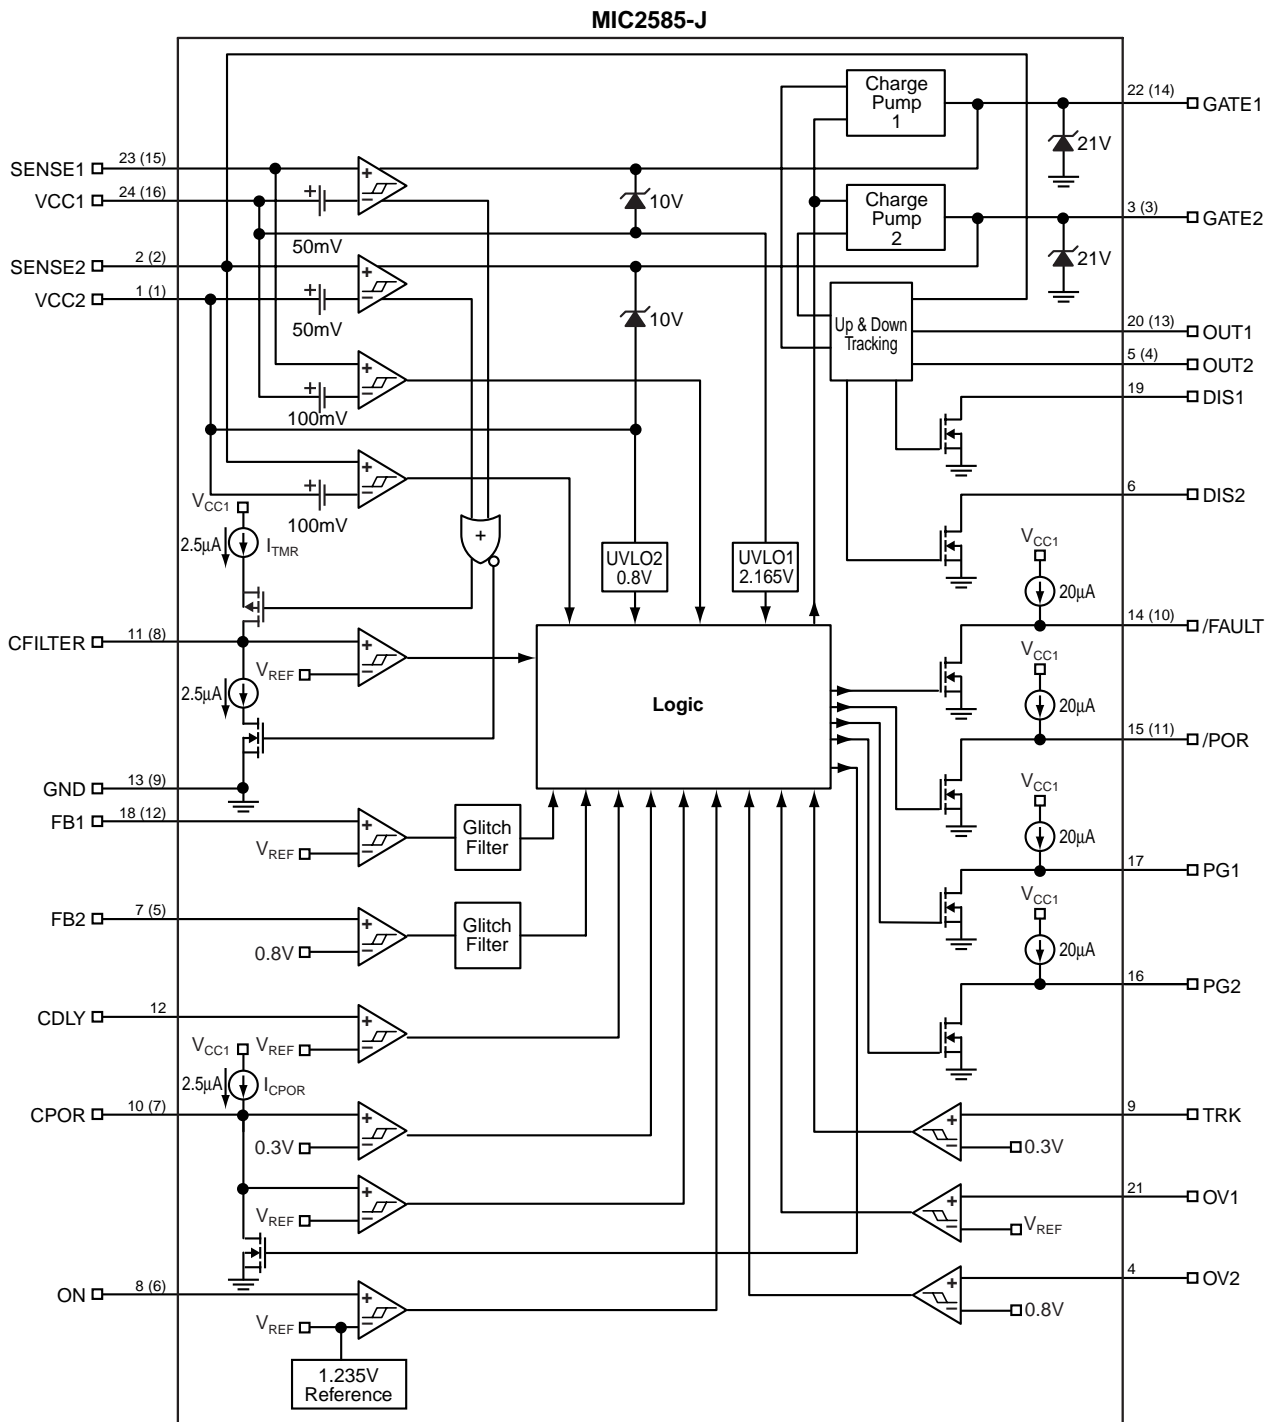 MIC2585-J
Charge
Pump
1
22 (14)
GATE1
21V
SENSE1
23 (15)
VCC1
24 (16)
50mV
10V
Charge
Pump
2
3 (3)
GATE2
21V
SENSE2
2 (2)
VCC2
1 (1)
50mV
10V
Up & Down
Tracking
20 (13)
OUT1
5 (4)
OUT2
19
DIS1
100mV
6
DIS2
VCC1
100mV
2.5µA
ITMR
UVLO2
0.8V
UVLO1
2.165V
VCC1
20µA
14 (10)
/FAULT
CFILTER
11 (8)
VREF
2.5µA
Logic
VCC1
20µA
15 (11)
/POR
GND
13 (9)
FB1
18 (12)
VREF
Glitch
Filter
VCC1
20µA
17
PG1
FB2
7 (5)
0.8V
Glitch
Filter
VCC1
20µA
16
PG2
CDLY
12
VREF
VCC1
2.5µA
ICPOR
CPOR
10 (7)
0.3V
9
TRK
0.3V
VREF
21
OV1
VREF
ON
8 (6)
VREF
4
OV2
0.8V
1.235V
Reference
+
+
+
+
+
+
−
+
−
+
−
+
−
+
−
+
−
+
−
+
−
+
−
+
−
+
−
+
−
+
−
+
−